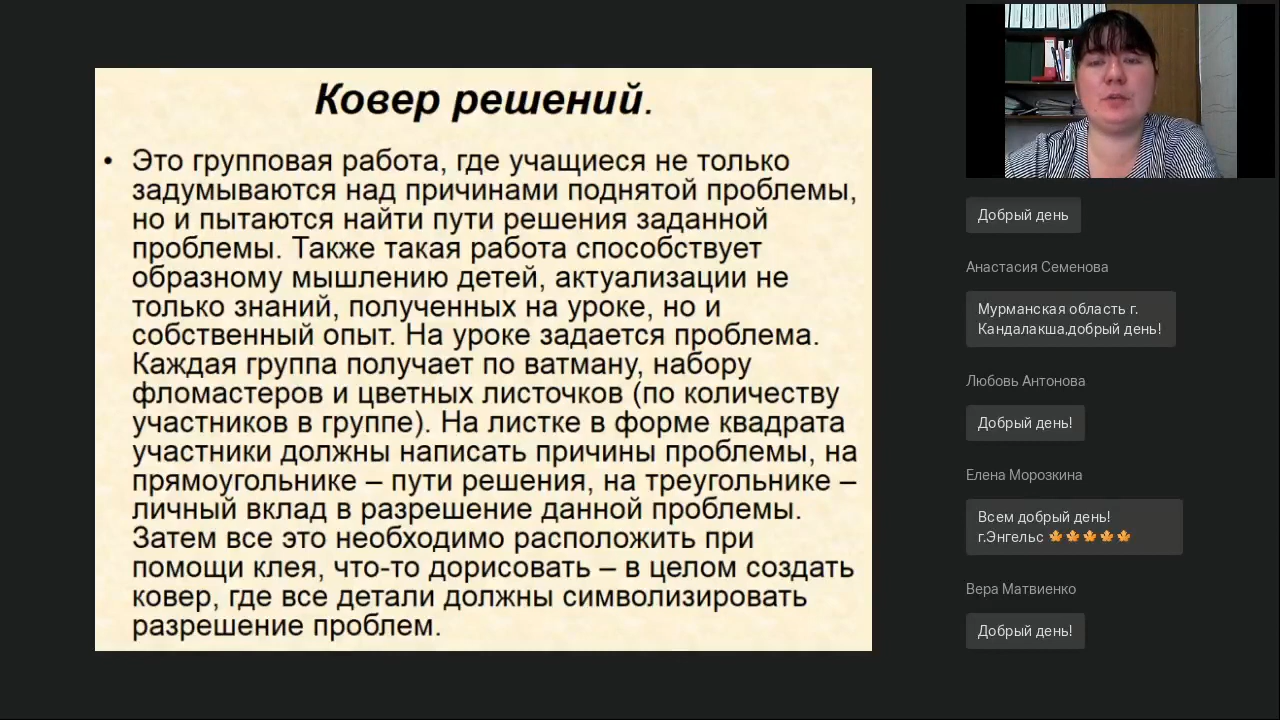 Ковер решений.
• Это групповая работа, где учащиеся не только
задумываются над причинами поднятой проблемы,
но и пытаются найти пути решения заданной
проблемы. Также такая работа способствует
образному мышлению детей, актуализации не
только знаний, полученных на уроке, но и
собственный опыт. На уроке задается проблема.
Каждая группа получает по ватману, набору
фломастеров и цветных листочков (по количеству
участников в группе). На листке в форме квадрата
участники должны написать причины проблемы, на
прямоугольнике – пути решения, на треугольнике –
личный вклад в разрешение данной проблемы.
Затем все это необходимо расположить при
помощи клея, что-то дорисовать – в целом создать
ковер, где все детали должны символизировать
разрешение проблем.
Добрый день
Анастасия Семенова
Мурманская область г.
Кандалакша,добрый день!
Любовь Антонова
Добрый день!
Елена Морозкина
Всем добрый день!
г.Энгельс 🍁🍁🍁🍁🍁
Вера Матвиенко
Добрый день!